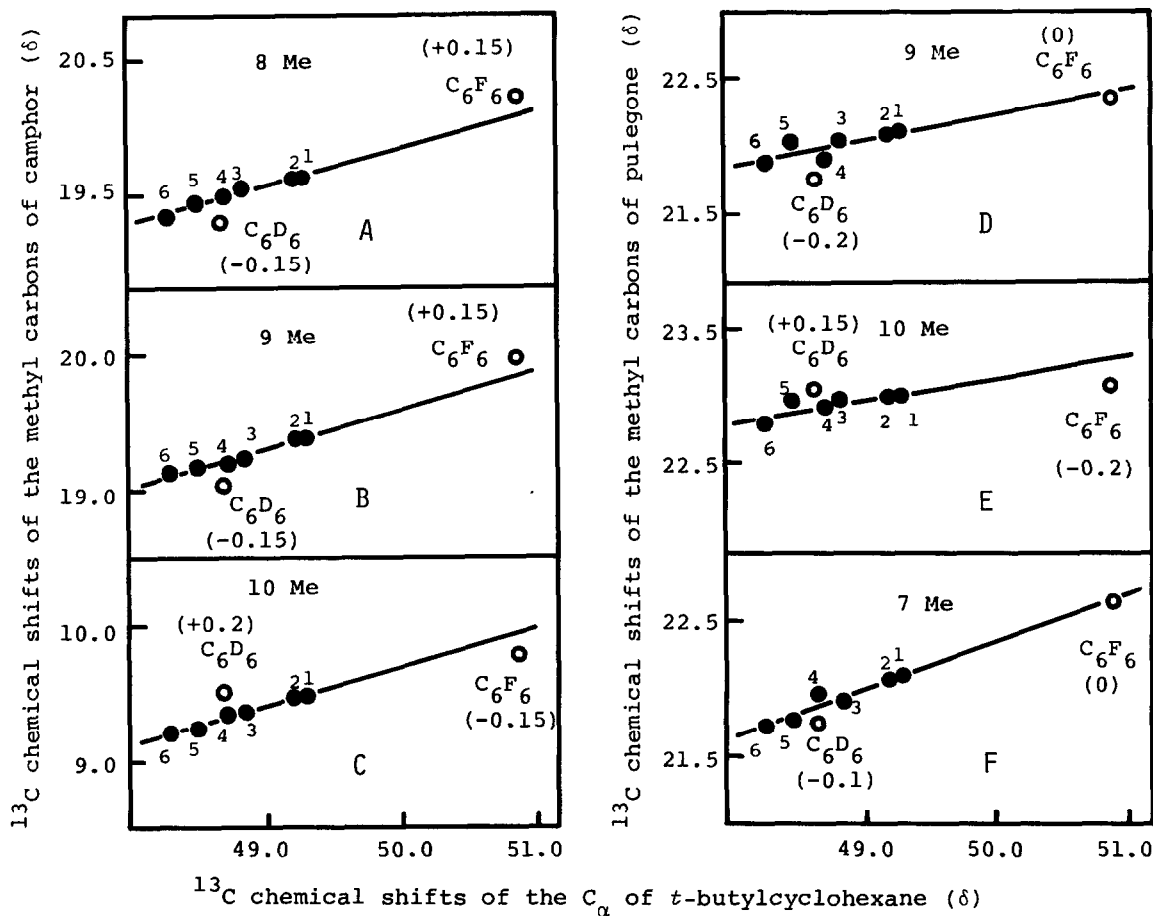 ¹³C chemical shifts of the methyl carbons of camphor (δ)
20.5
19.5
8 Me
(+0.15)
C₆F₆
6 5 4 3 2 1
C₆D₆
(-0.15)
A
20.0
19.0
9 Me
(+0.15)
C₆F₆
6 5 4 3 2 1
C₆D₆
(-0.15)
B
10.0
9.0
10 Me
(+0.2)
C₆D₆
6 5 4 3 2 1
C₆F₆
(-0.15)
C
49.0 50.0 51.0
¹³C chemical shifts of the methyl carbons of pulegone (δ)
22.5
21.5
9 Me
(0)
C₆F₆
6 5 4 3 2 1
C₆D₆
(-0.2)
D
23.5
22.5
(+0.15) 10 Me
C₆D₆
6 5 4 3 2 1
C₆F₆
(-0.2)
E
22.5
21.5
7 Me
6 5 4 3 2 1
C₆F₆
(0)
C₆D₆
(-0.1)
F
49.0 50.0 51.0
¹³C chemical shifts of the Cα of t-butylcyclohexane (δ)